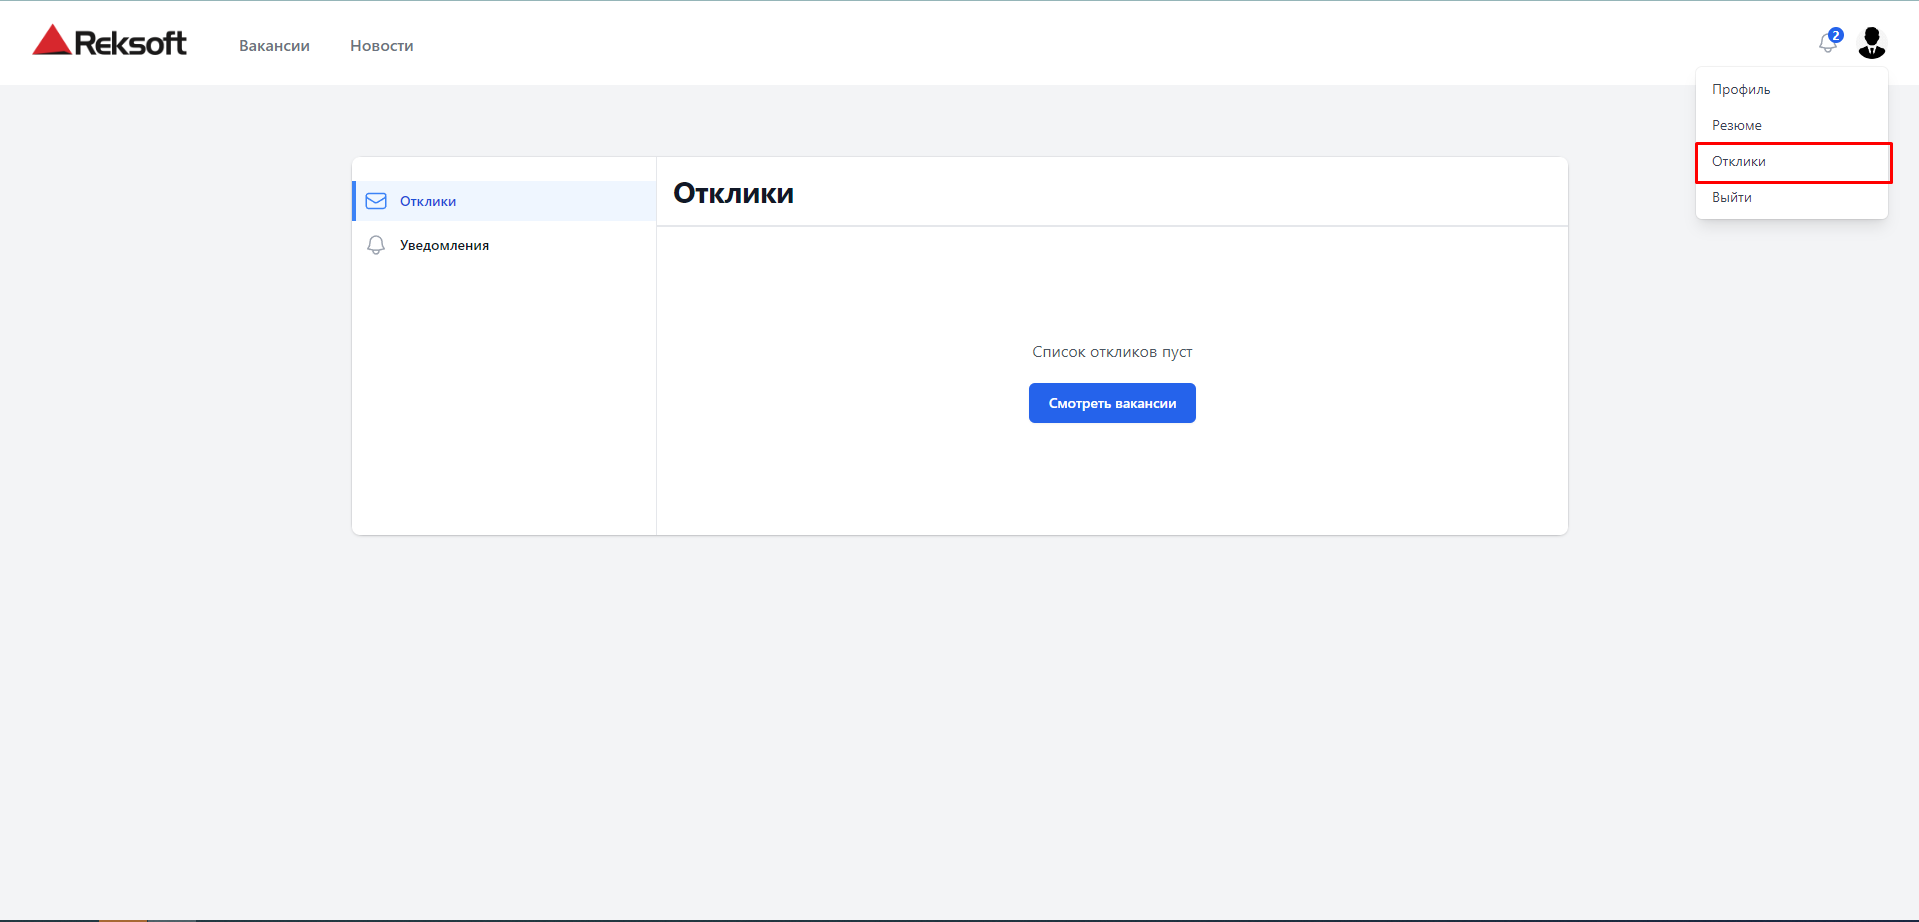 Reksoft
Вакансии
Новости
2
Профиль
Резюме
Отклики
Выйти
Отклики
Уведомления
Отклики
Список откликов пуст
Смотреть вакансии